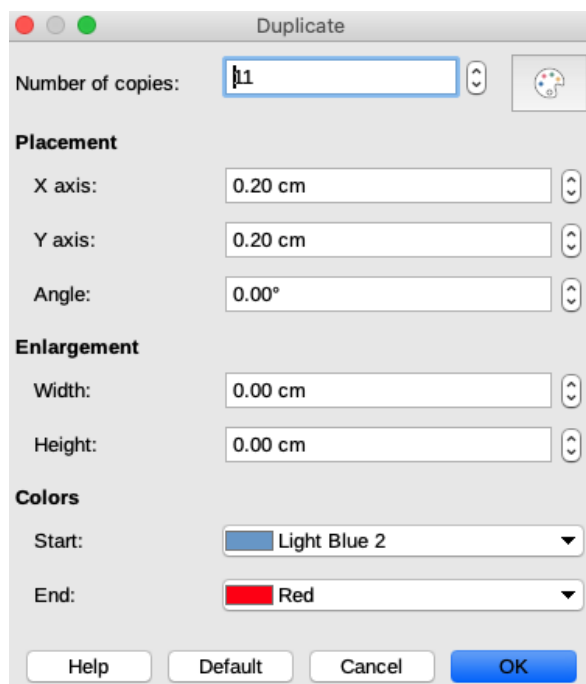 Duplicate
Number of copies: 11
Placement
X axis: 0.20 cm
Y axis: 0.20 cm
Angle: 0.00°
Enlargement
Width: 0.00 cm
Height: 0.00 cm
Colors
Start: Light Blue 2
End: Red
Help Default Cancel OK